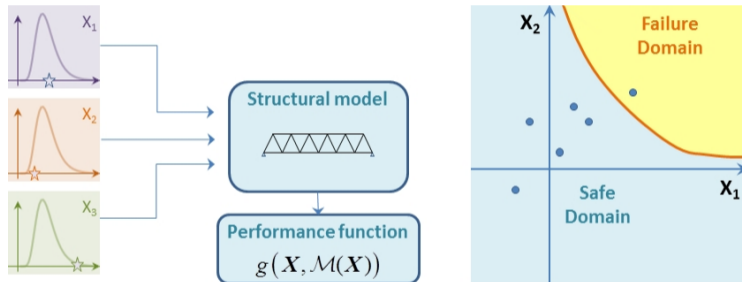 X₁
X₂
X₃
Structural model
Performance function
g(X, ℳ(X))
X₂
Failure
Domain
X₁
Safe
Domain